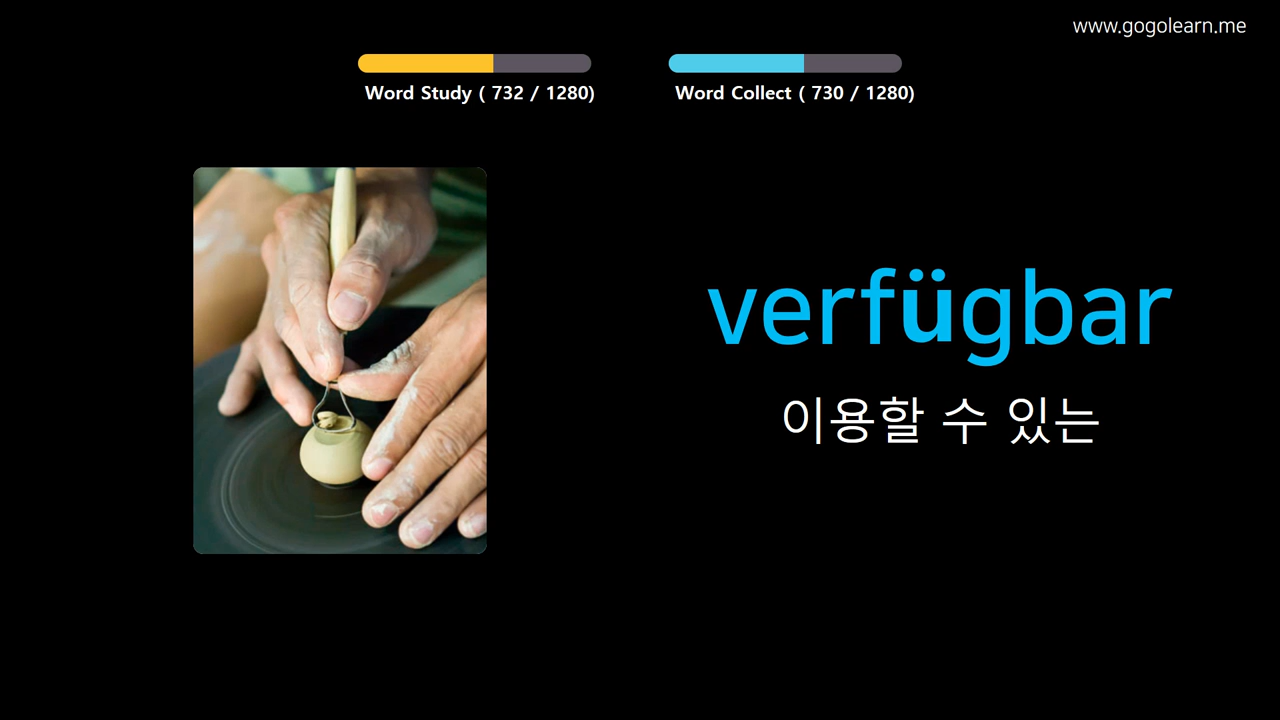 www.gogolearn.me
Word Study ( 732 / 1280)
Word Collect ( 730 / 1280)
verfügbar
이용할 수 있는